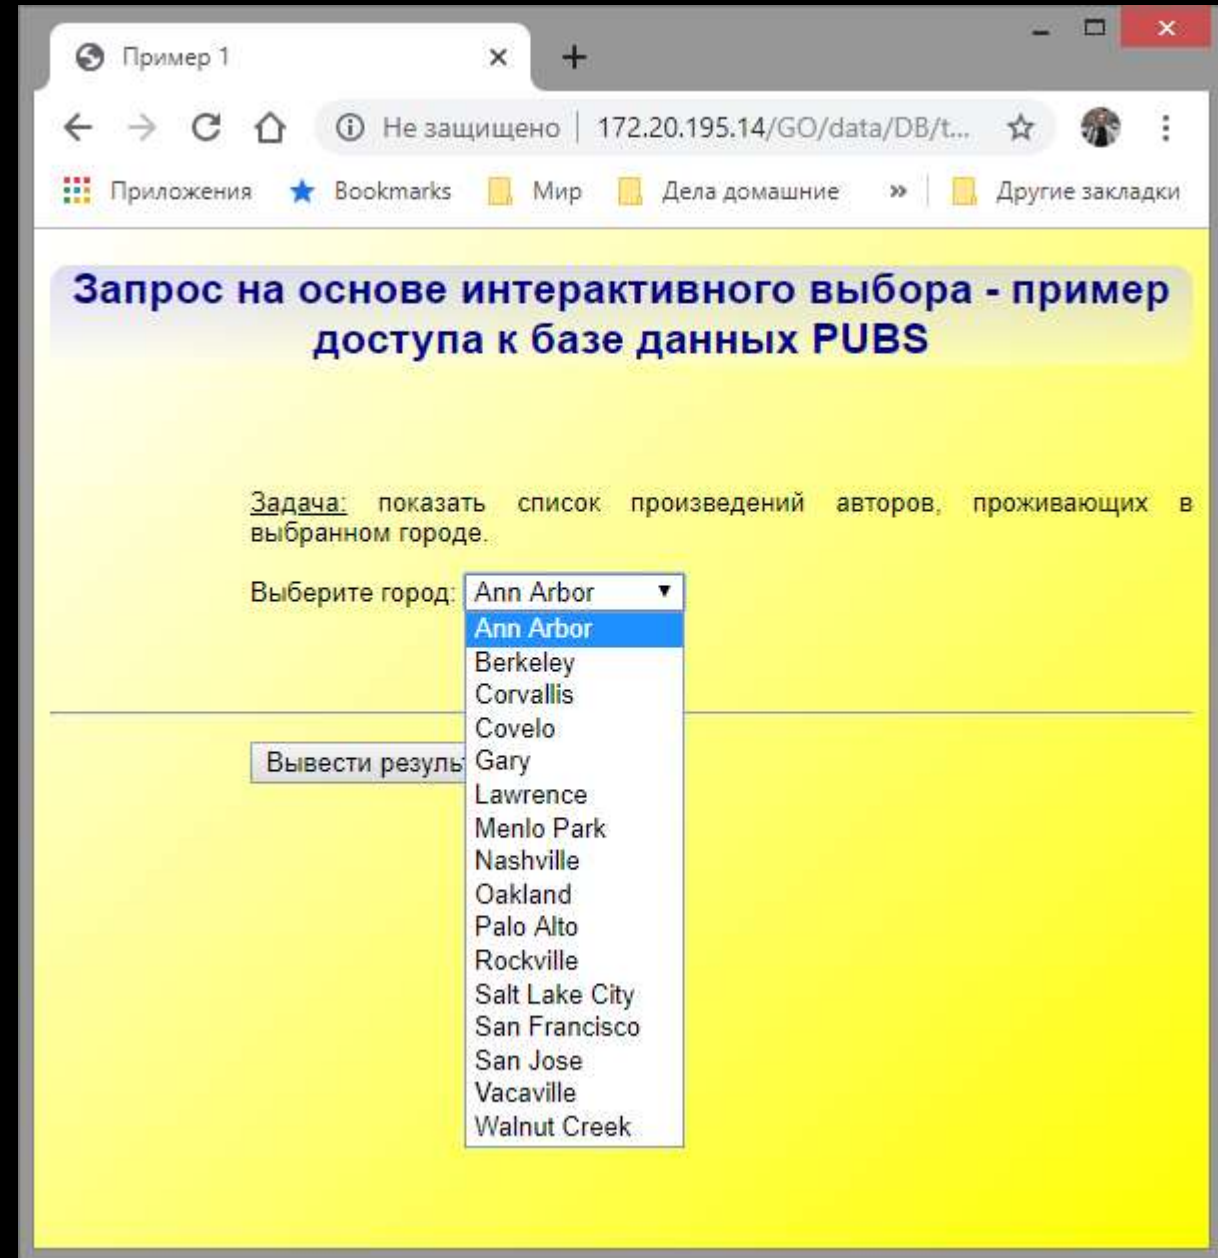 Пример 1
Не защищено 172.20.195.14/GO/data/DB/t...
Приложения Bookmarks Мир Дела домашние » Другие закладки
Запрос на основе интерактивного выбора - пример
доступа к базе данных PUBS
Задача: показать список произведений авторов, проживающих в
выбранном городе.
Выберите город: Ann Arbor
Ann Arbor
Berkeley
Corvallis
Covelo
Вывести резуль
Gary
Lawrence
Menlo Park
Nashville
Oakland
Palo Alto
Rockville
Salt Lake City
San Francisco
San Jose
Vacaville
Walnut Creek